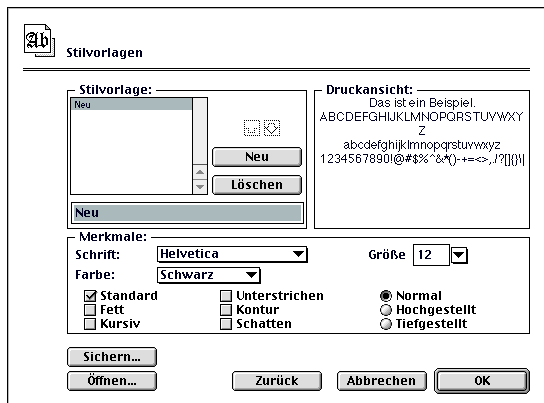 Ab
Stilvorlagen
Stilvorlage:
Neu
Neu
Löschen
Neu
Druckansicht:
Das ist ein Beispiel.
ABCDEFGHIJKLMNOPQRSTUVWXY
Z
abcdefghijklmnopqrstuvwxyz
1234567890!@#$%^&*()-+=<>,./?[]{}\|
Merkmale:
Schrift: Helvetica Größe 12
Farbe: Schwarz
Standard Unterstrichen Normal
Fett Kontur Hochgestellt
Kursiv Schatten Tiefgestellt
Sichern...
Öffnen... Zurück Abbrechen OK